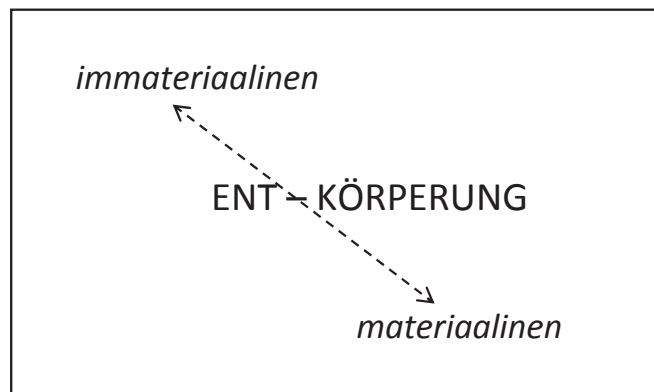 immateriaalinen
ENT – KÖRPERUNG
materiaalinen